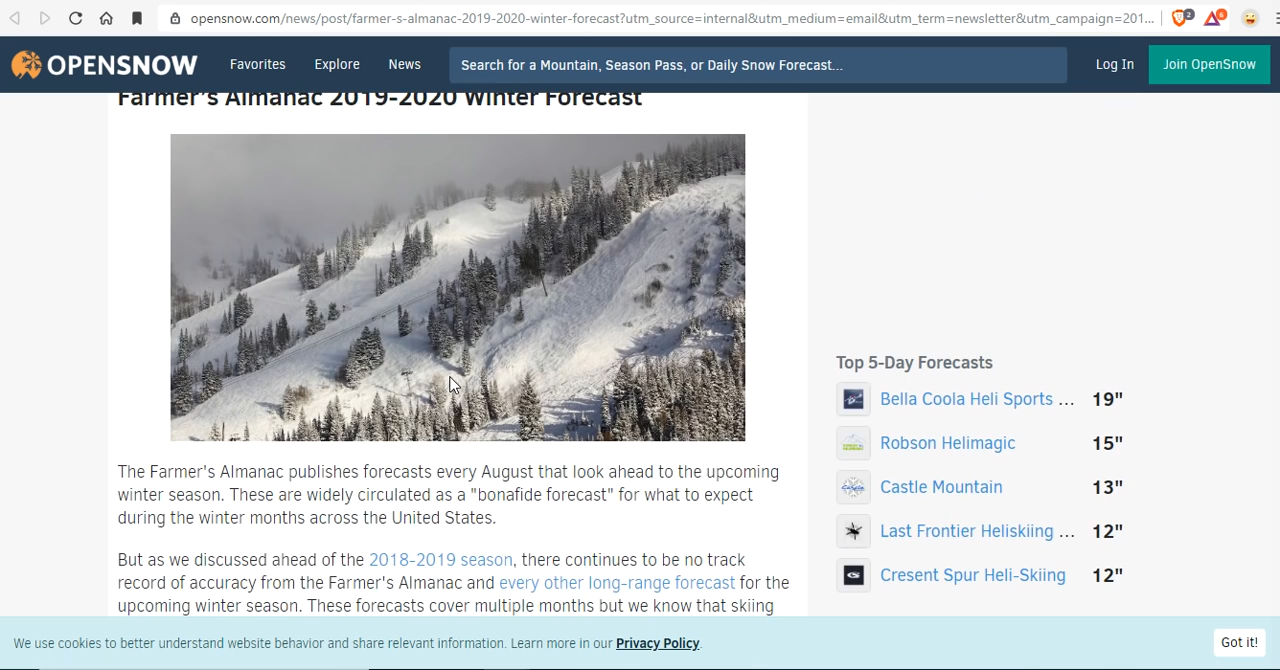 opensnow.com/news/post/farmer-s-almanac-2019-2020-winter-forecast?utm_source=internal&utm_medium=email&utm_term=newsletter&utm_campaign=201...
2
6
OPENSNOW
Favorites
Explore
News
Search for a Mountain, Season Pass, or Daily Snow Forecast...
Log In
Join OpenSnow
Farmer's Almanac 2019-2020 Winter Forecast
The Farmer's Almanac publishes forecasts every August that look ahead to the upcoming
winter season. These are widely circulated as a "bonafide forecast" for what to expect
during the winter months across the United States.
But as we discussed ahead of the 2018-2019 season, there continues to be no track
record of accuracy from the Farmer's Almanac and every other long-range forecast for the
upcoming winter season. These forecasts cover multiple months but we know that skiing
Top 5-Day Forecasts
Bella Coola Heli Sports ... 19"
Robson Helimagic 15"
Castle Mountain 13"
Last Frontier Heliskiing ... 12"
Cresent Spur Heli-Skiing 12"
We use cookies to better understand website behavior and share relevant information. Learn more in our Privacy Policy.
Got it!